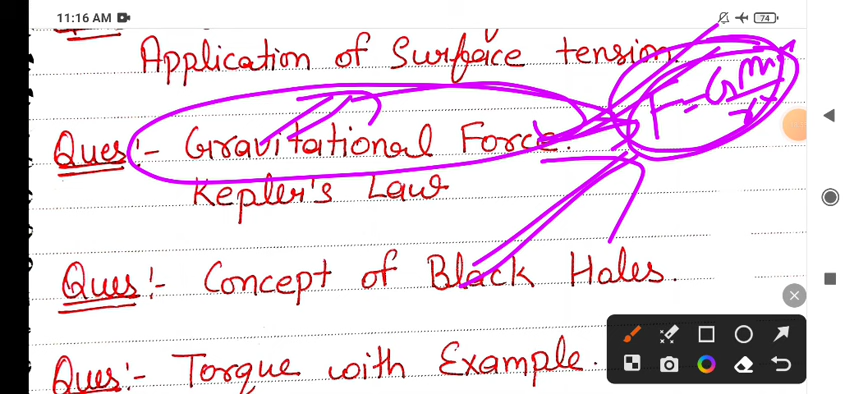 11:16 AM
74
Application of Surface tension
Ques:- Gravitational Force.
Kepler's Law
Ques:- Concept of Black Holes.
Ques:- Torque with Example.